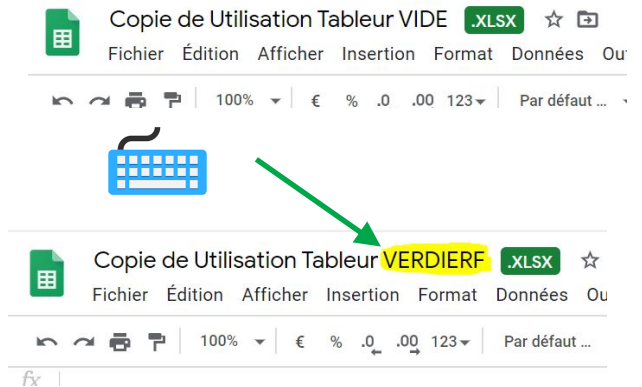 Copie de Utilisation Tableur VIDE .XLSX
Fichier Édition Afficher Insertion Format Données Ou
100% € % .0 .00 123 Par défaut ...
Copie de Utilisation Tableur VERDIERF .XLSX
Fichier Édition Afficher Insertion Format Données Ou
100% € % .0 .00 123 Par défaut ...
fx